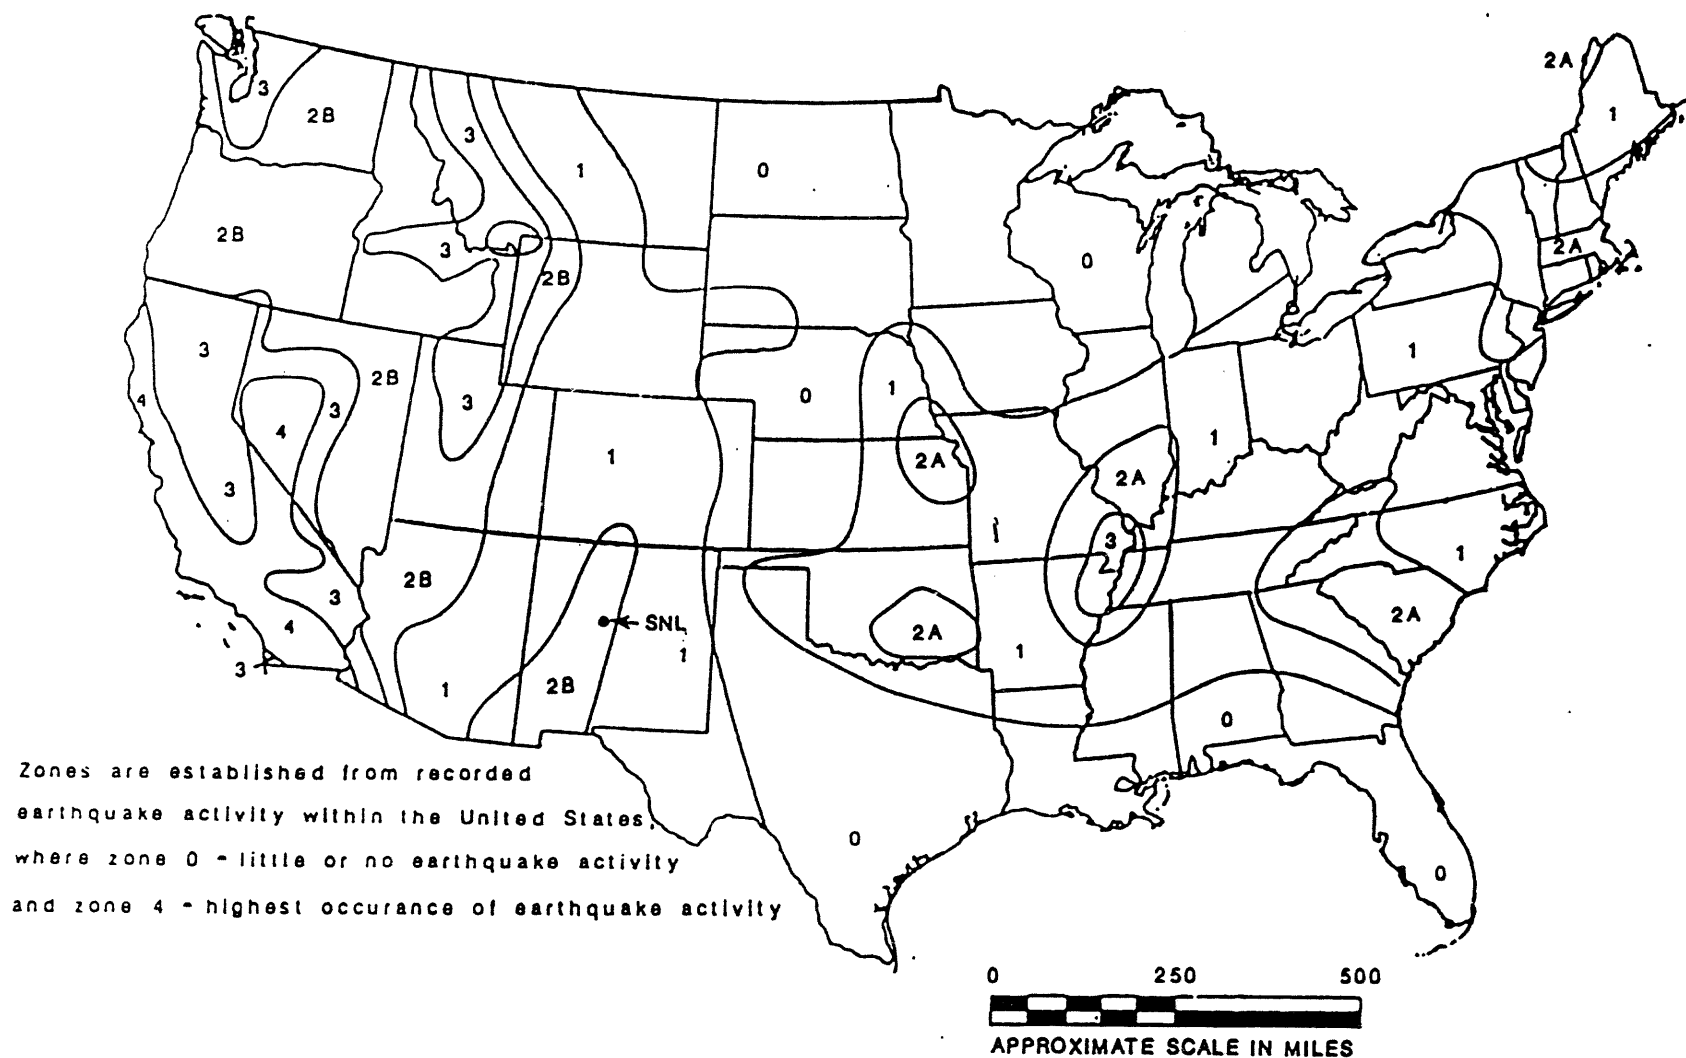 2A
1
3
2B
3
1
0
2B
3
2B
0
2A
3
2B
3
0
1
1
4
3
4
3
0
1
1
2A
2A
3
1
1
3
1
2B
3
2A
2A
4
SNL
1
1
3
1
2B
0
Zones are established from recorded
earthquake activity within the United States,
where zone 0 - little or no earthquake activity
and zone 4 - highest occurance of earthquake activity
0
0
0 250 500
APPROXIMATE SCALE IN MILES